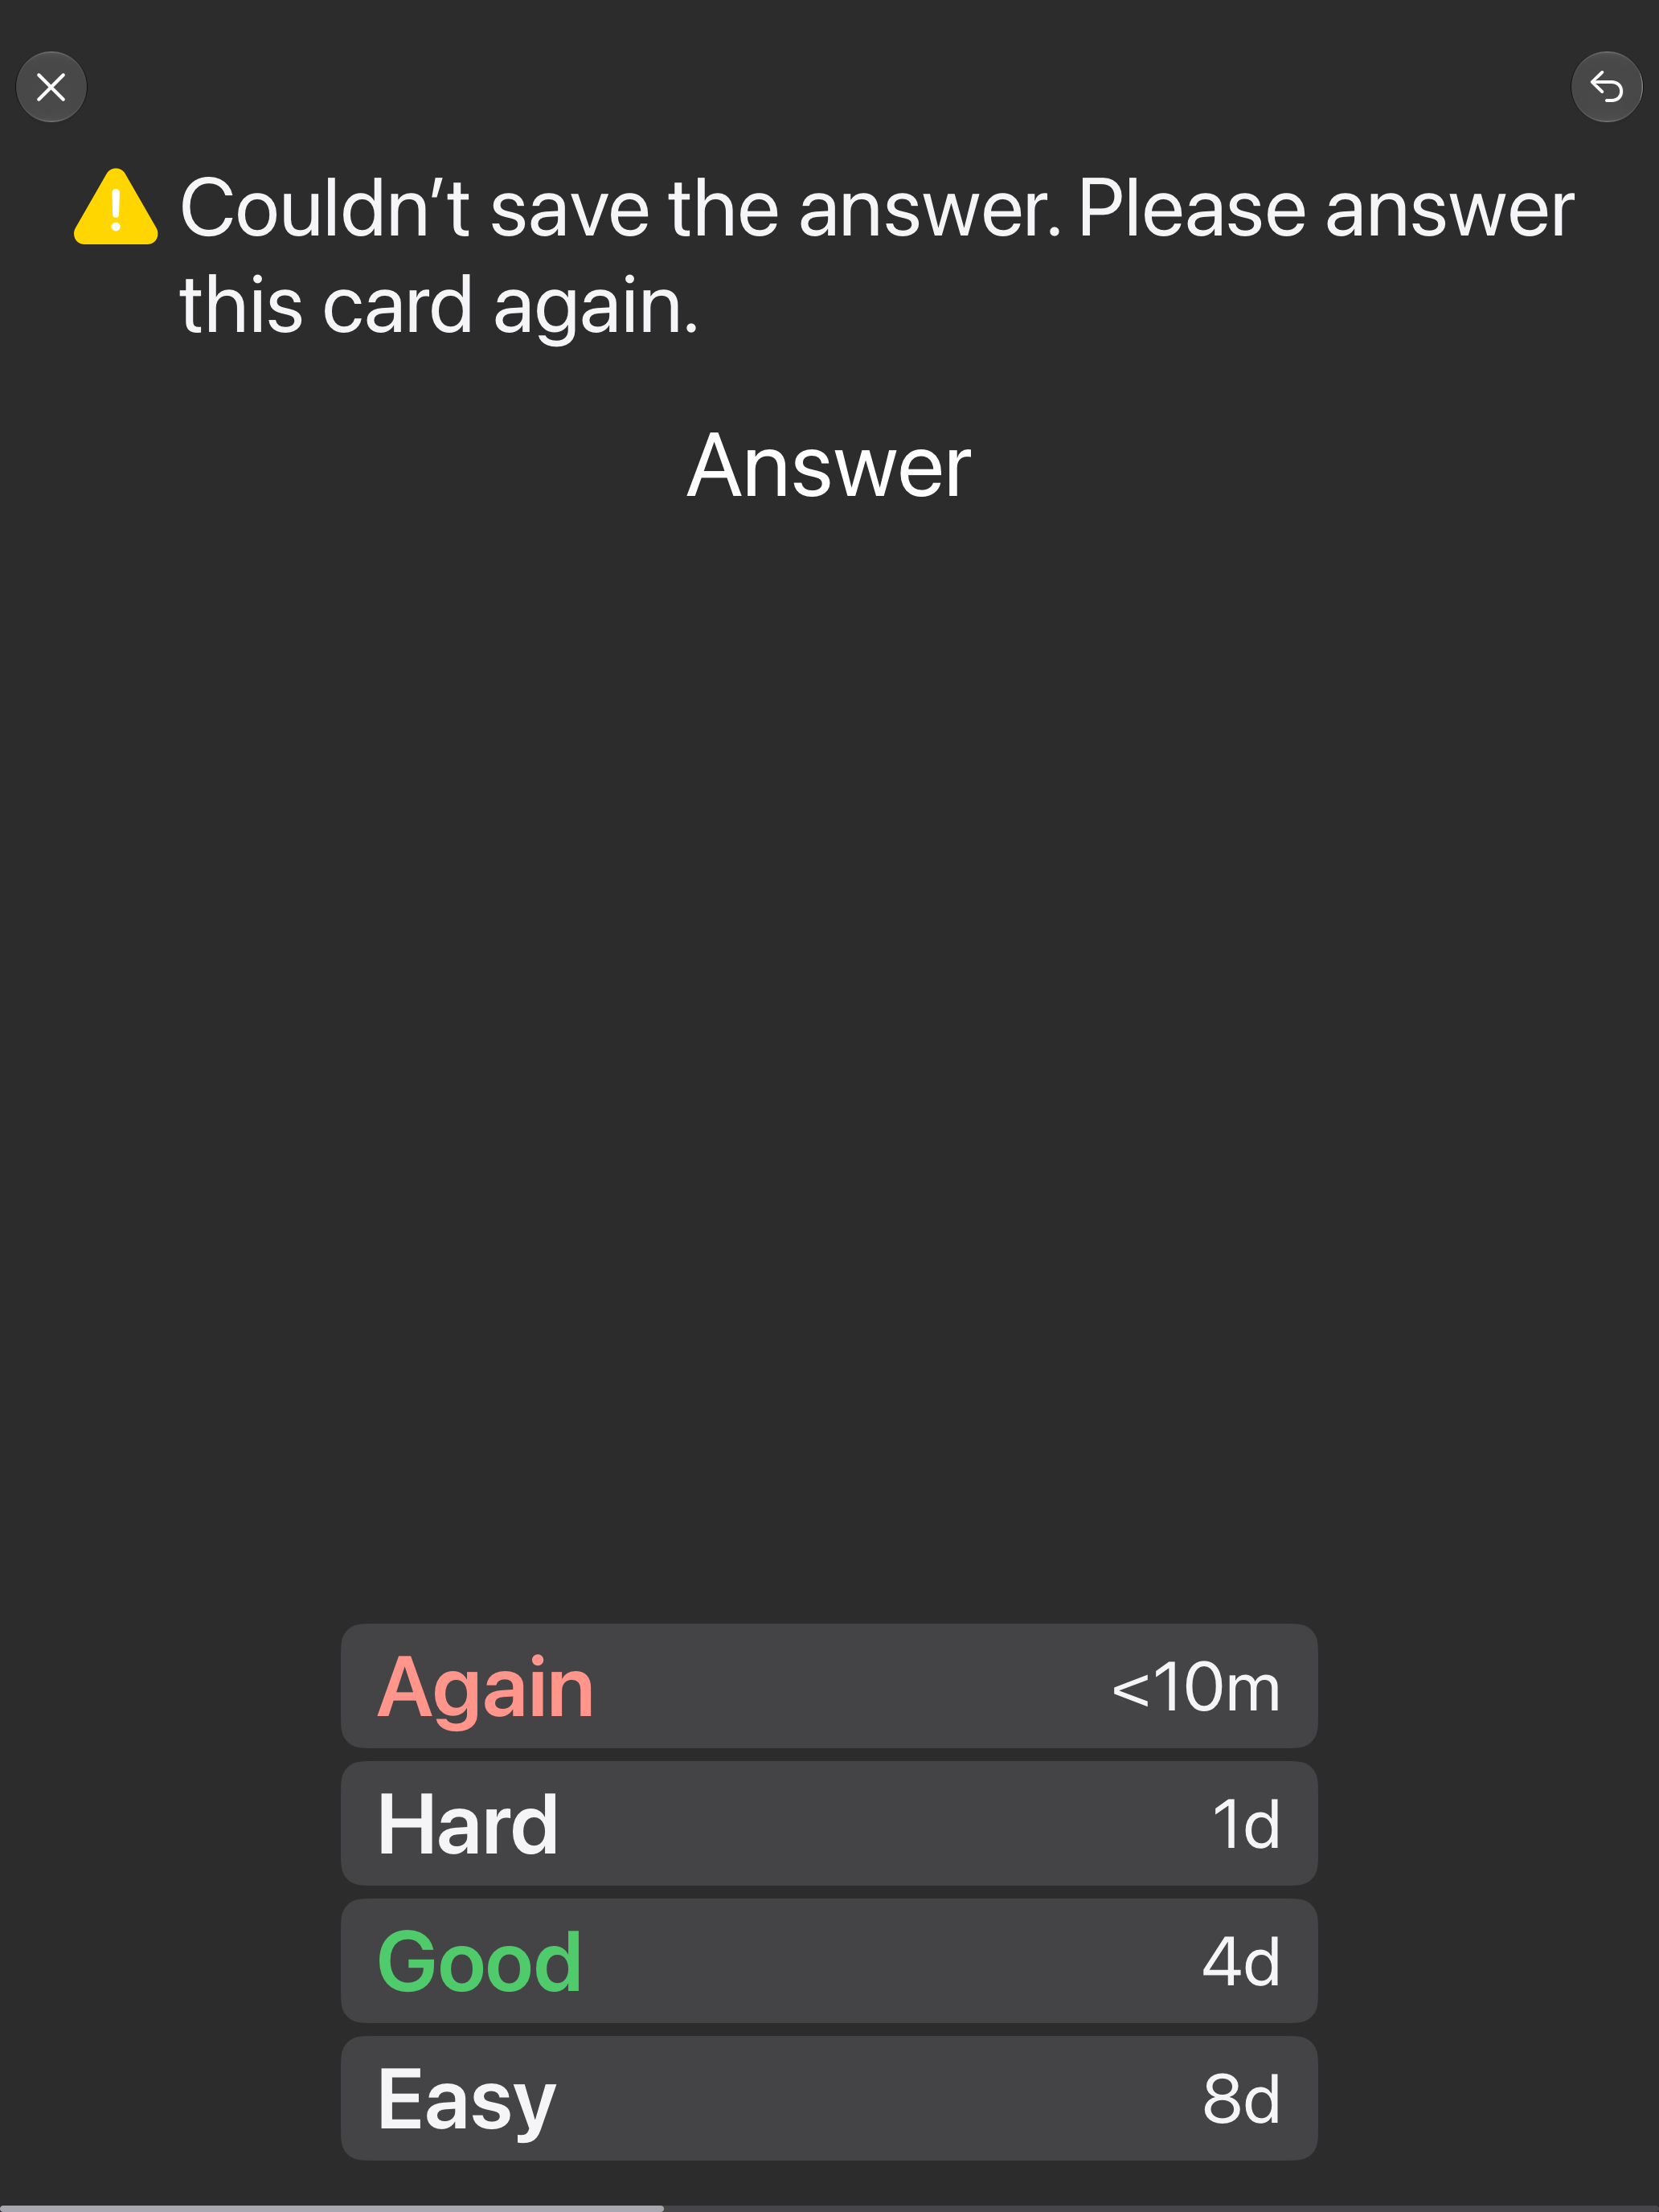 Couldn’t save the answer. Please answer
this card again.
Answer
Again <10m
Hard 1d
Good 4d
Easy 8d